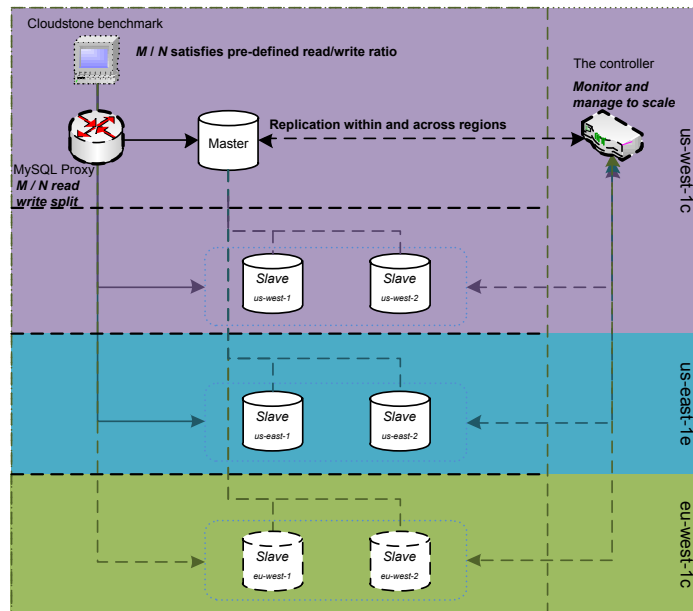 Cloudstone benchmark
M / N satisfies pre-defined read/write ratio
The controller
Monitor and
manage to scale
Replication within and across regions
Master
MySQL Proxy
M / N read
write split
us-west-1c
Slave
us-west-1
Slave
us-west-2
us-east-1e
Slave
us-east-1
Slave
us-east-2
eu-west-1c
Slave
eu-west-1
Slave
eu-west-2